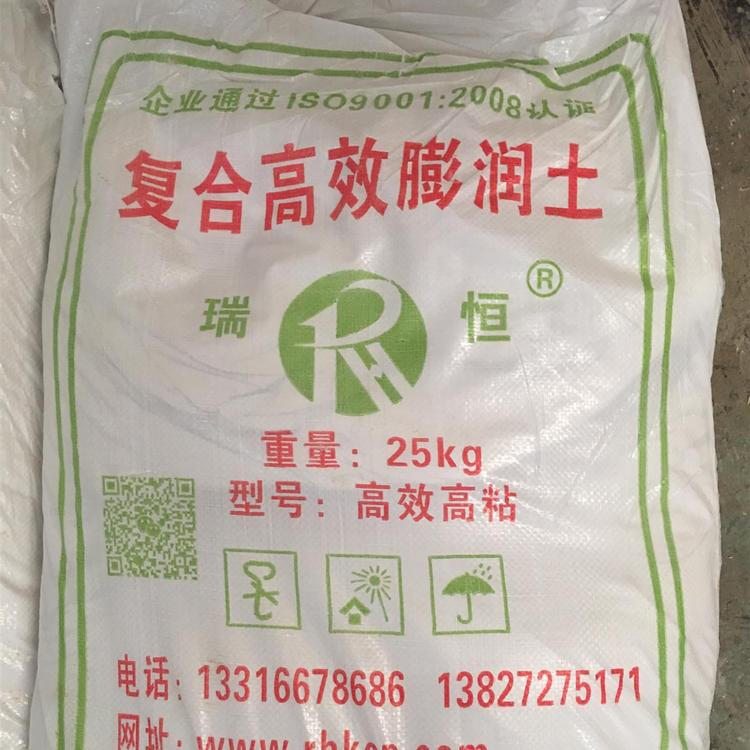 企业通过ISO9001:2008认证
复合高效膨润土
瑞 恒 ®
重量：25kg
型号：高效高粘
电话：13316678686 13827275171
网址：